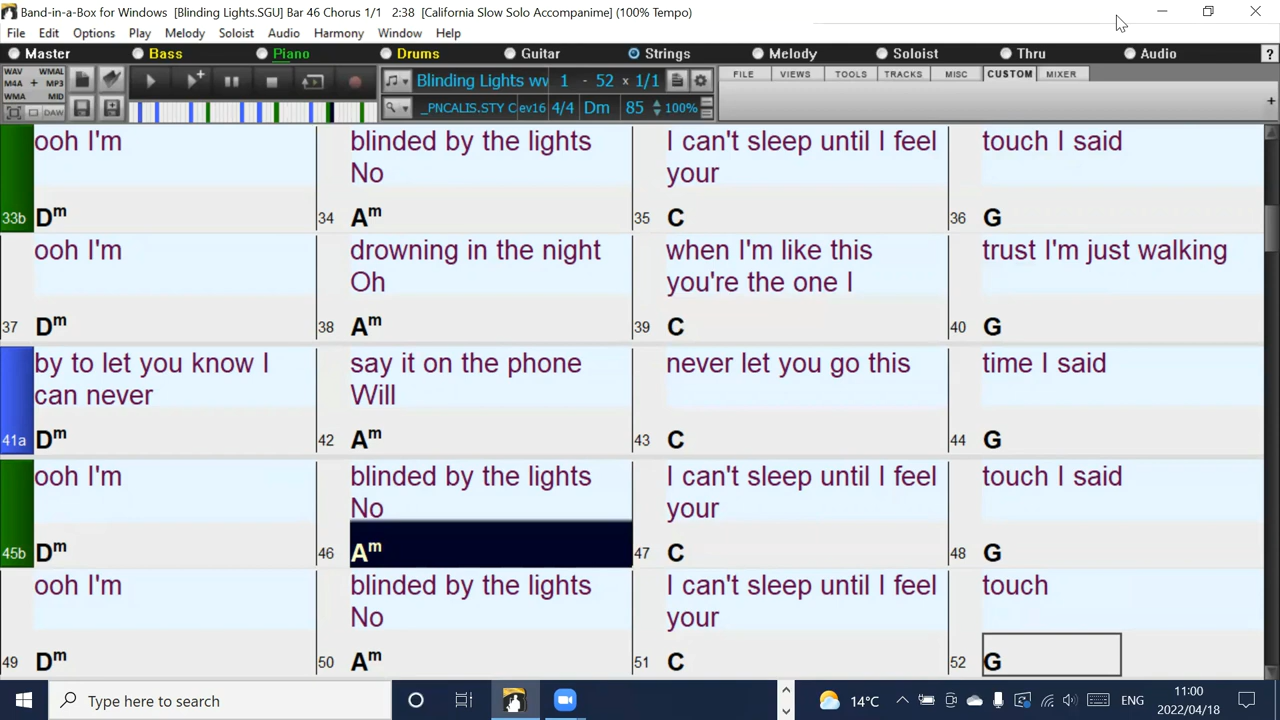 Band-in-a-Box for Windows [Blinding Lights.SGU] Bar 46 Chorus 1/1 2:38 [California Slow Solo Accompanime] (100% Tempo)
File Edit Options Play Melody Soloist Audio Harmony Window Help
Master Bass Piano Drums Guitar Strings Melody Soloist Thru Audio ?
WAV WMAL
M4A + MP3
WMA MID
DAW
Blinding Lights wv 1 - 52 x 1/1
_PNCALIS.STY C ev16 4/4 Dm 85 100%
FILE VIEWS TOOLS TRACKS MISC CUSTOM MIXER
+
ooh I'm blinded by the lights I can't sleep until I feel touch I said
No your
33b Dm 34 Am 35 C 36 G
ooh I'm drowning in the night when I'm like this trust I'm just walking
Oh you're the one I
37 Dm 38 Am 39 C 40 G
by to let you know I say it on the phone never let you go this time I said
can never Will
41a Dm 42 Am 43 C 44 G
ooh I'm blinded by the lights I can't sleep until I feel touch I said
No your
45b Dm 46 Am 47 C 48 G
ooh I'm blinded by the lights I can't sleep until I feel touch
No your
49 Dm 50 Am 51 C 52 G
Type here to search
14°C
ENG
11:00
2022/04/18